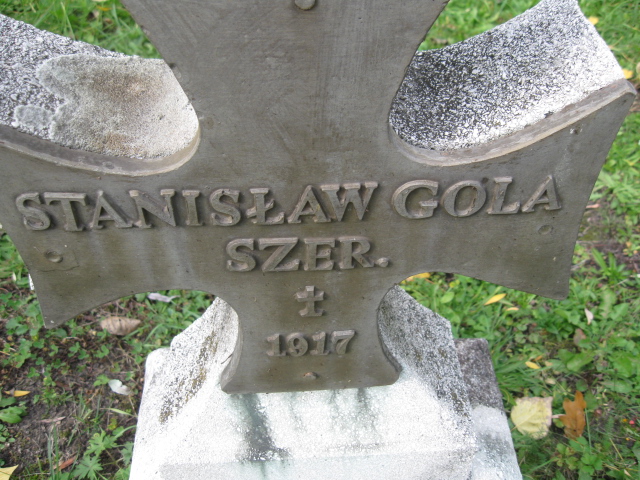 STANISŁAW GOLA
SZER.
✝
1917